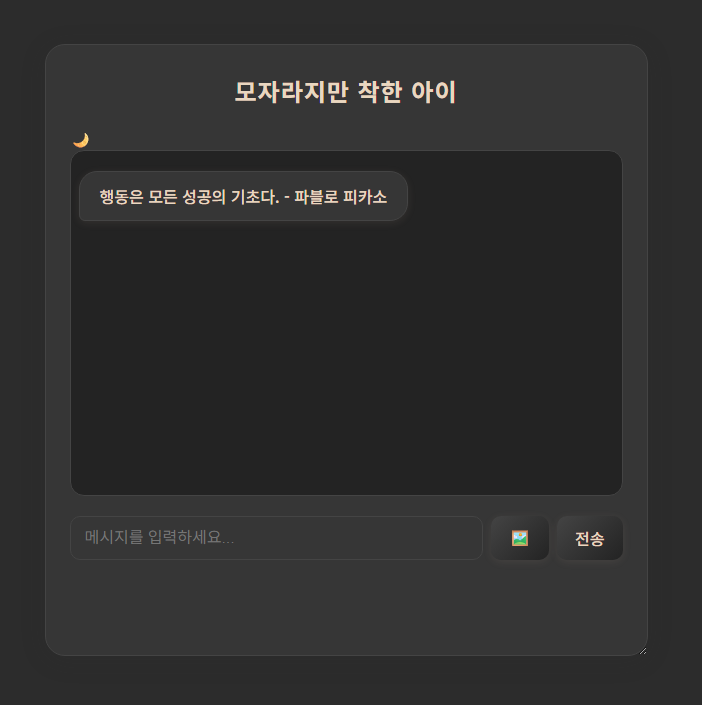 모자라지만 착한 아이
행동은 모든 성공의 기초다. - 파블로 피카소
메시지를 입력하세요...
전송